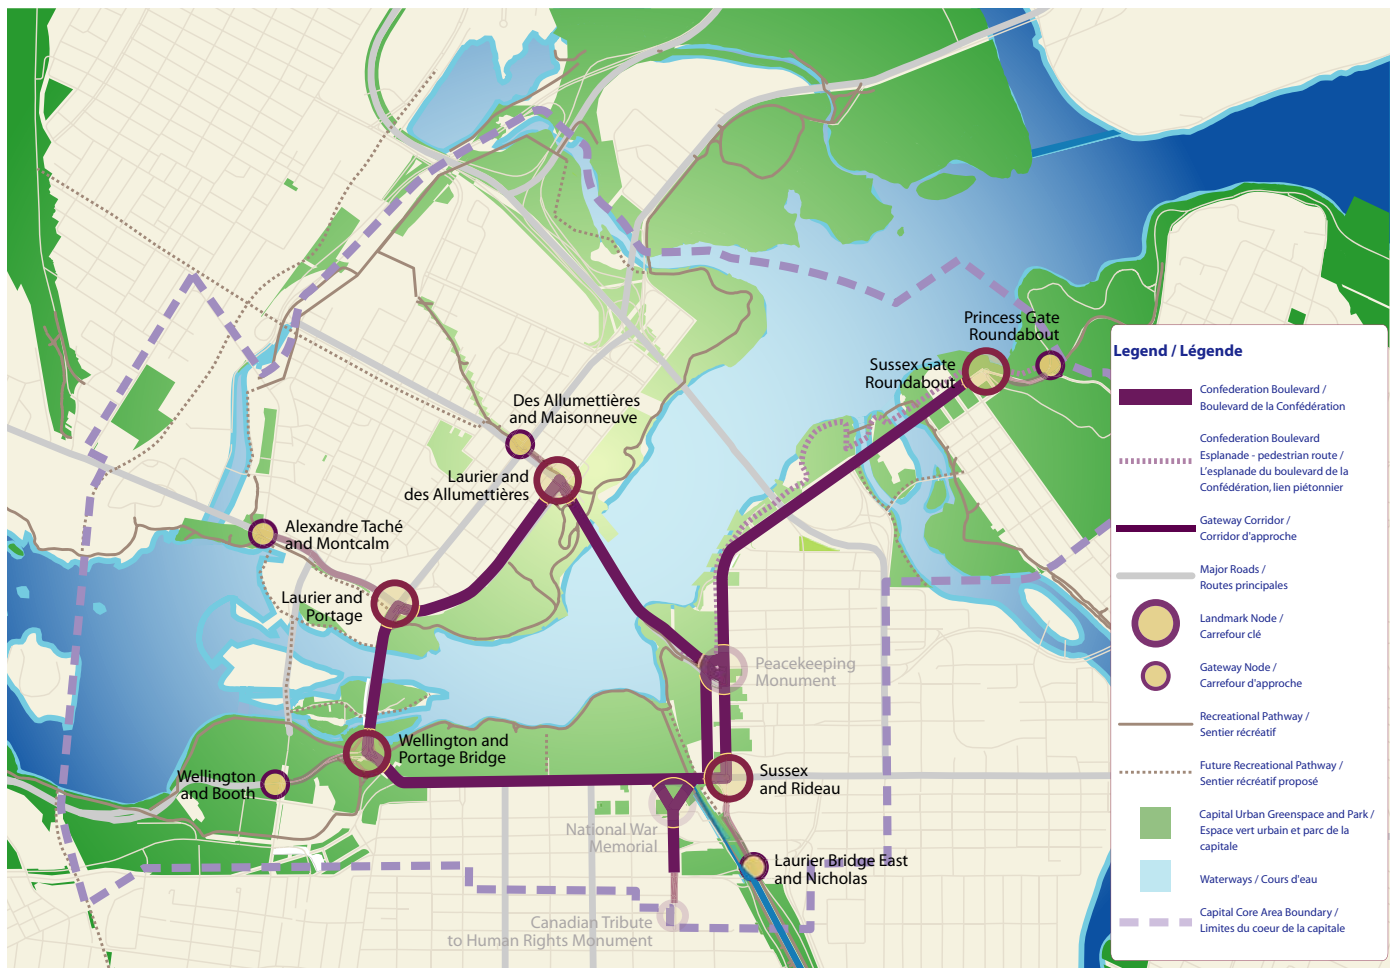 Princess Gate
Roundabout
Sussex Gate
Roundabout
Des Allumettières
and Maisonneuve
Laurier and
des Allumettières
Alexandre Taché
and Montcalm
Laurier and
Portage
Peacekeeping
Monument
Wellington and
Portage Bridge
Wellington
and Booth
Sussex
and Rideau
National War
Memorial
Laurier Bridge East
and Nicholas
Canadian Tribute
to Human Rights Monument
Legend / Légende
Confederation Boulevard /
Boulevard de la Confédération
Confederation Boulevard
Esplanade - pedestrian route /
L'esplanade du boulevard de la
Confédération, lien piétonnier
Gateway Corridor /
Corridor d'approche
Major Roads /
Routes principales
Landmark Node /
Carrefour clé
Gateway Node /
Carrefour d'approche
Recreational Pathway /
Sentier récréatif
Future Recreational Pathway /
Sentier récréatif proposé
Capital Urban Greenspace and Park /
Espace vert urbain et parc de la
capitale
Waterways / Cours d'eau
Capital Core Area Boundary /
Limites du coeur de la capitale